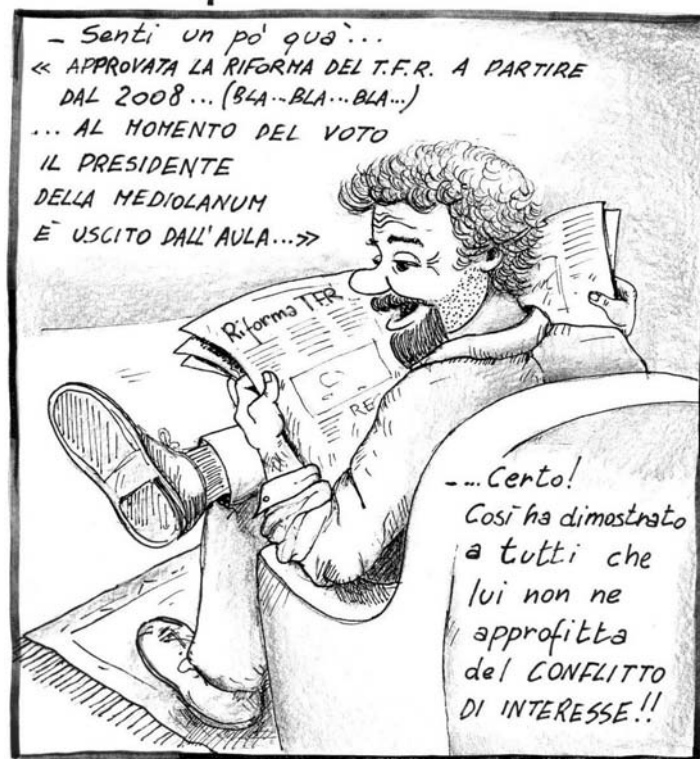 - Senti un pò quà...
« APPROVATA LA RIFORMA DEL T.F.R. A PARTIRE
DAL 2008... (BLA...BLA...BLA...)
... AL MOMENTO DEL VOTO
IL PRESIDENTE
DELLA MEDIOLANUM
È USCITO DALL'AULA...»
Riforma TFR
RE
-...Certo!
Così ha dimostrato
a tutti che
lui non ne
approfitta
del CONFLITTO
DI INTERESSE!!